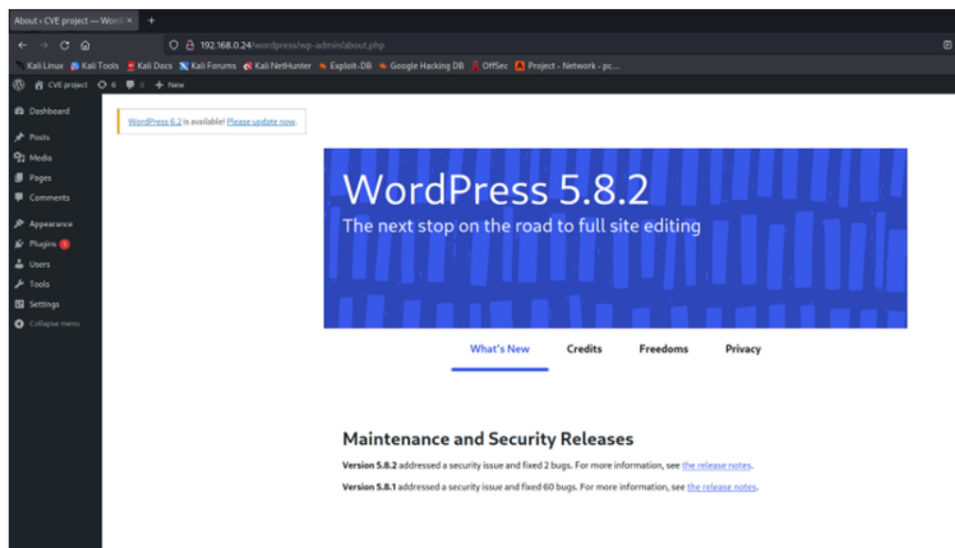 About ‹ CVE project — Word
192.168.0.24/wordpress/wp-admin/about.php
Kali Linux Kali Tools Kali Docs Kali Forums Kali NetHunter Exploit-DB Google Hacking DB OffSec Project - Network - pc...
CVE project 6 0 + New
Dashboard
Posts
Media
Pages
Comments
Appearance
Plugins 1
Users
Tools
Settings
Collapse menu
WordPress 6.2 is available! Please update now.
WordPress 5.8.2
The next stop on the road to full site editing
What's New Credits Freedoms Privacy
Maintenance and Security Releases
Version 5.8.2 addressed a security issue and fixed 2 bugs. For more information, see the release notes.
Version 5.8.1 addressed a security issue and fixed 60 bugs. For more information, see the release notes.